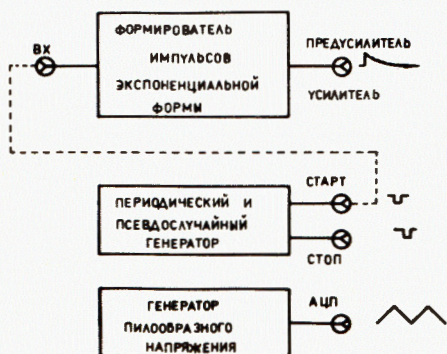 ВХ
ФОРМИРОВАТЕЛЬ
ИМПУЛЬСОВ
ЭКСПОНЕНЦИАЛЬНОЙ
ФОРМЫ
ПРЕДУСИЛИТЕЛЬ
УСИЛИТЕЛЬ
ПЕРИОДИЧЕСКИЙ И
ПСЕВДОСЛУЧАЙНЫЙ
ГЕНЕРАТОР
СТАРТ
СТОП
ГЕНЕРАТОР
ПИЛООБРАЗНОГО
НАПРЯЖЕНИЯ
АЦП